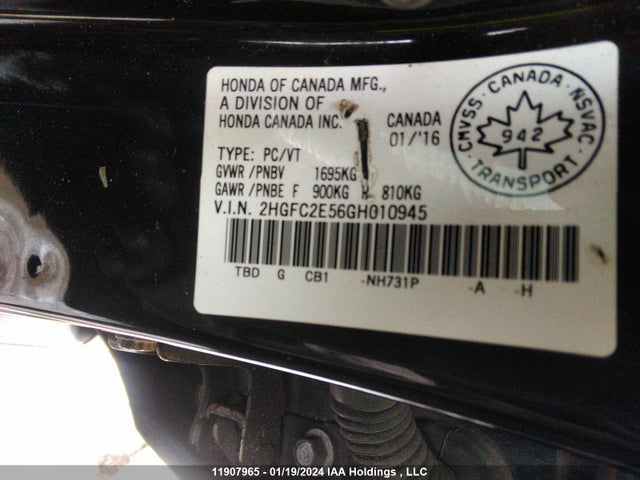 HONDA OF CANADA MFG.,
A DIVISION OF
HONDA CANADA INC.
CANADA
01/'16
TYPE: PC/VT
GVWR /PNBV 1695KG
GAWR /PNBE F 900KG R 810KG
V.I.N. 2HGFC2E56GH010945
TBD G CB1 -NH731P -A -H
CMVSS · CANADA · NSVAC
942
TRANSPORT
11907965 - 01/19/2024 IAA Holdings , LLC